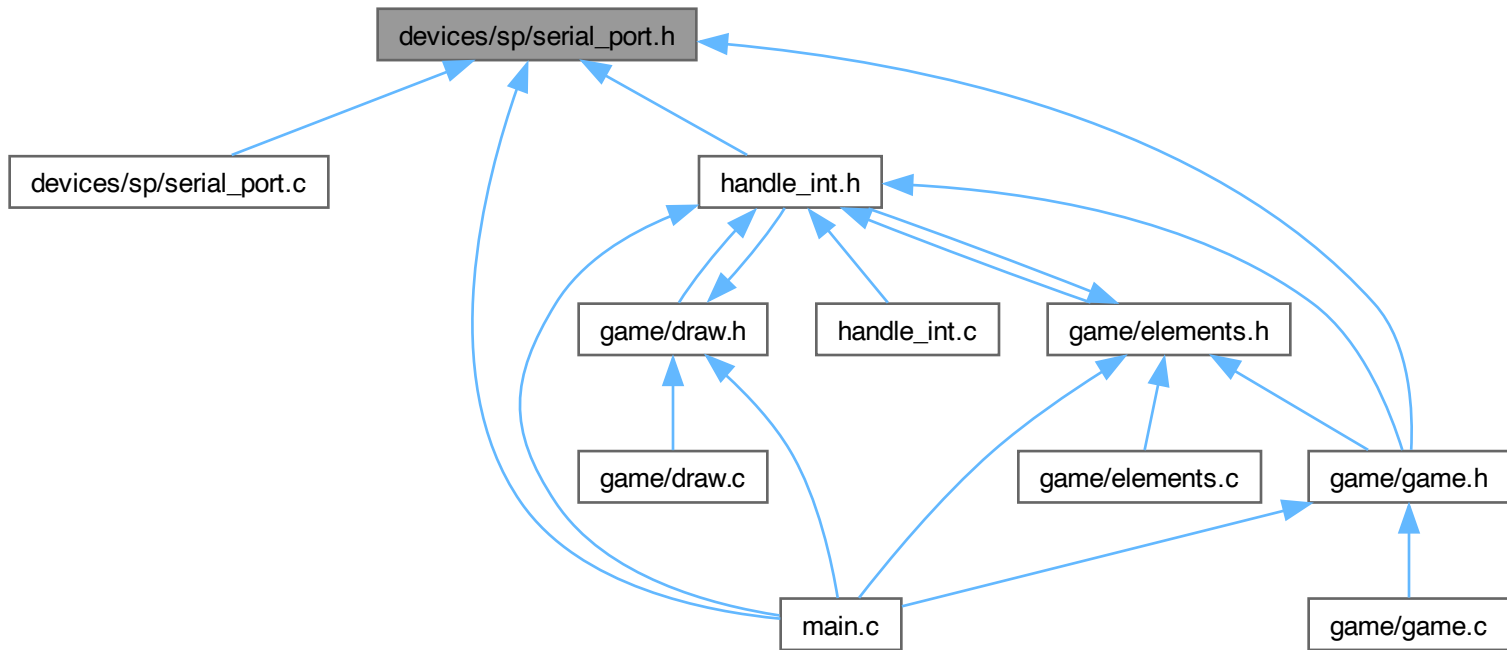 devices/sp/serial_port.h
devices/sp/serial_port.c
handle_int.h
game/draw.h
handle_int.c
game/elements.h
game/draw.c
game/elements.c
game/game.h
main.c
game/game.c